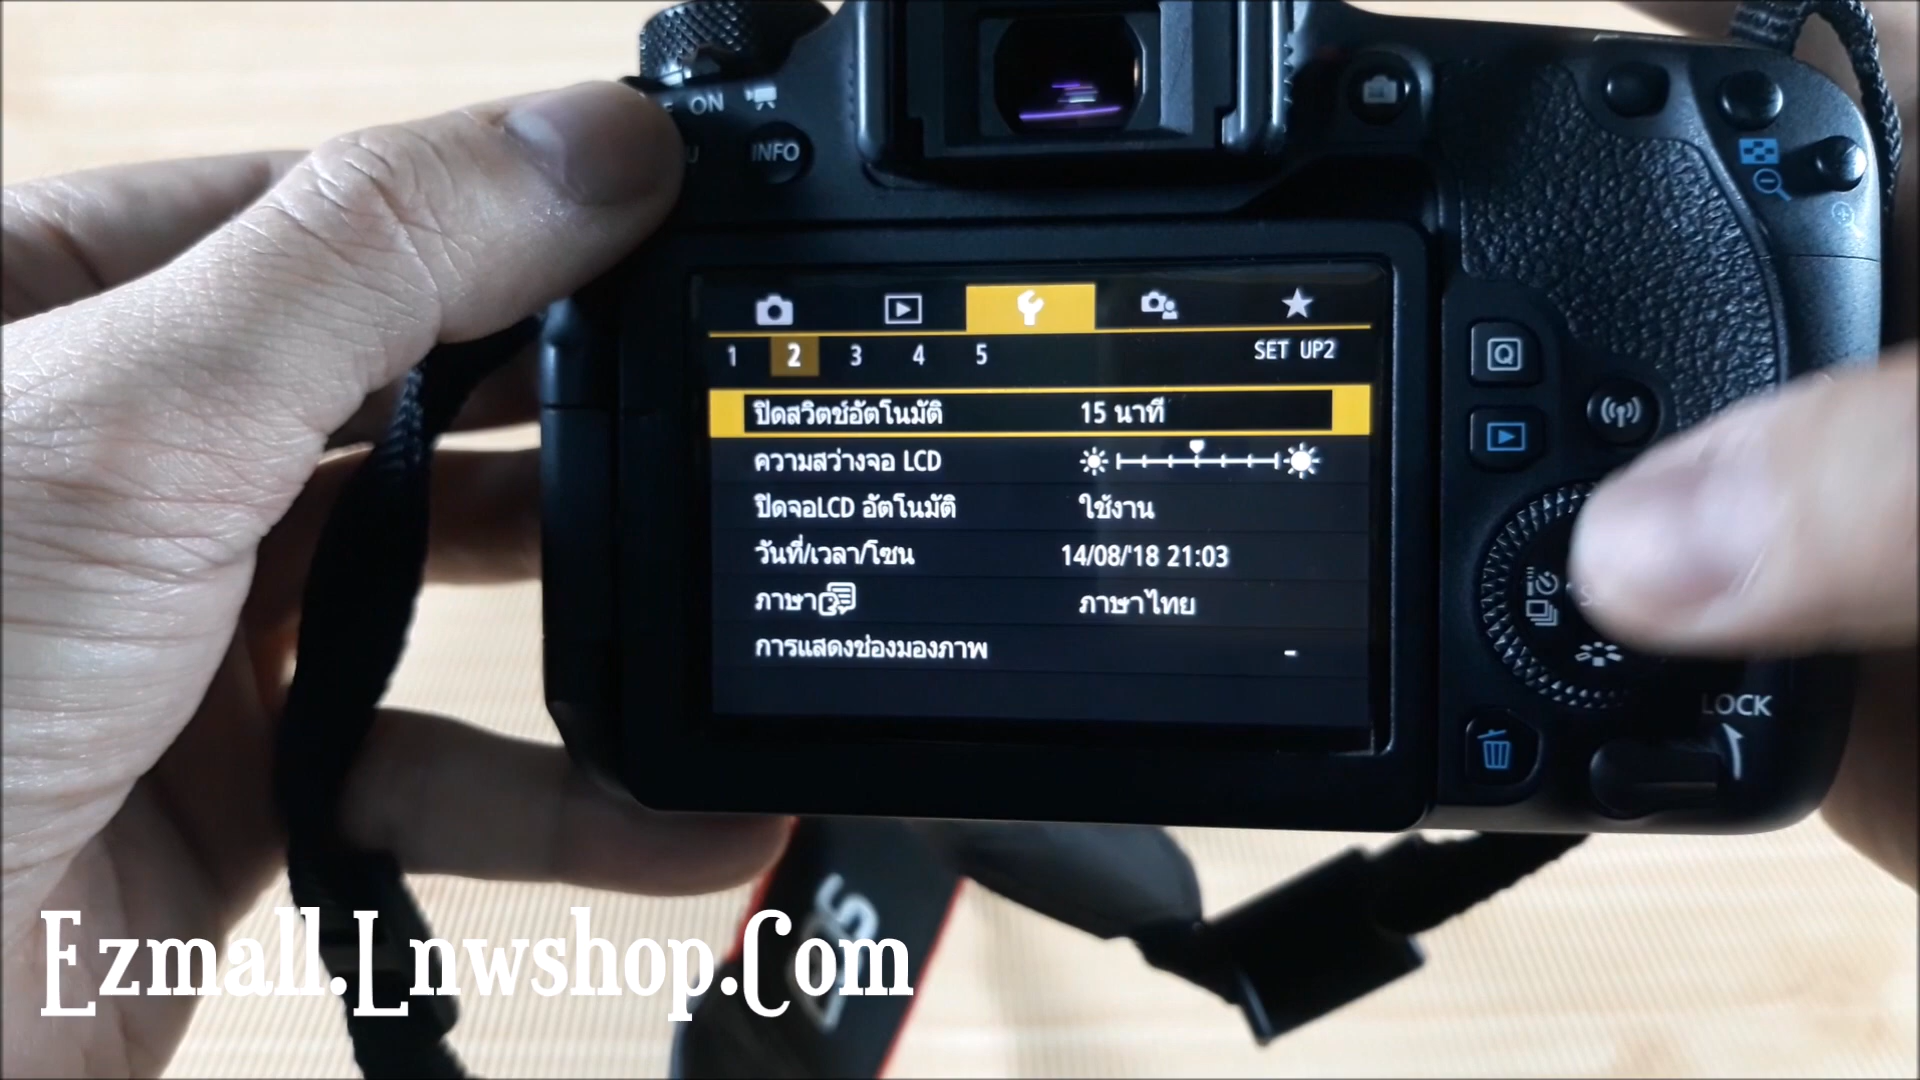 ON
INFO
Q
1 2 3 4 5 SET UP2
ปิดสวิตช์อัตโนมัติ 15 นาที
ความสว่างจอ LCD
ปิดจอLCD อัตโนมัติ ใช้งาน
วันที่/เวลา/โซน 14/08/'18 21:03
ภาษา ภาษาไทย
การแสดงช่องมองภาพ -
LOCK
Ezmall.Lnwshop.Com